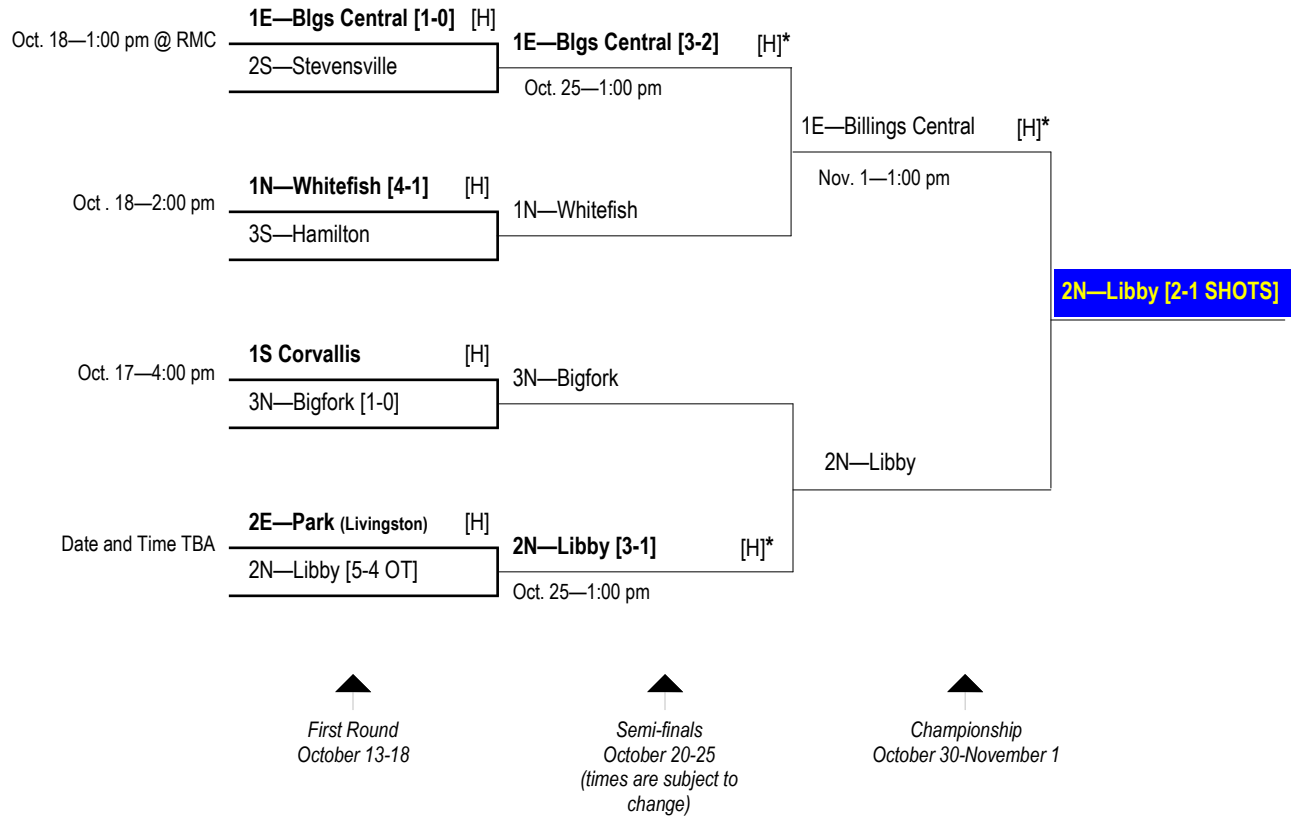 1E—Blgs Central [1-0] [H]
Oct. 18—1:00 pm @ RMC
2S—Stevensville
1E—Blgs Central [3-2] [H]*
Oct. 25—1:00 pm
1N—Whitefish [4-1] [H]
Oct . 18—2:00 pm
3S—Hamilton
1N—Whitefish
1E—Billings Central [H]*
Nov. 1—1:00 pm
2N—Libby [2-1 SHOTS]
1S Corvallis [H]
Oct. 17—4:00 pm
3N—Bigfork [1-0]
3N—Bigfork
2N—Libby
2E—Park (Livingston) [H]
Date and Time TBA
2N—Libby [5-4 OT]
2N—Libby [3-1] [H]*
Oct. 25—1:00 pm
First Round
October 13-18
Semi-finals
October 20-25
(times are subject to
change)
Championship
October 30-November 1